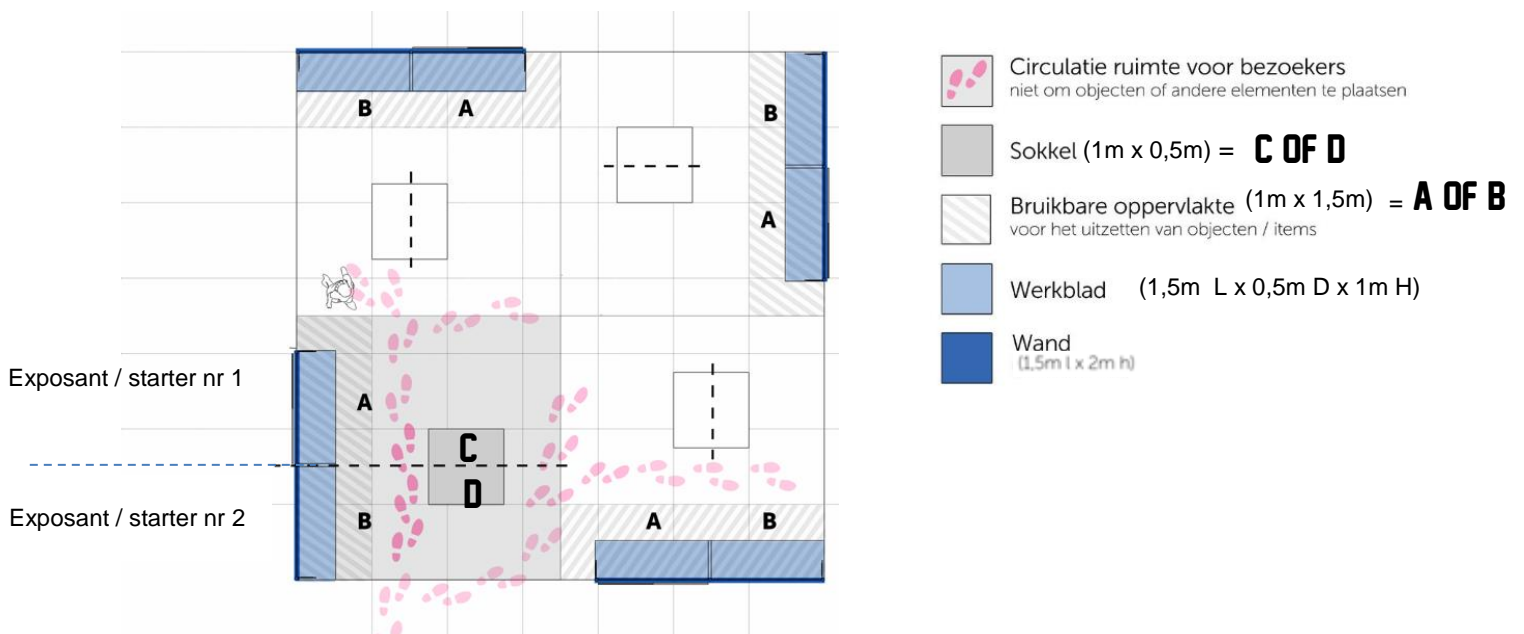 B A
B
A
Exposant / starter nr 1
A
C
D
Exposant / starter nr 2
B
A B
Circulatie ruimte voor bezoekers
niet om objecten of andere elementen te plaatsen
Sokkel (1m x 0,5m) = C OF D
Bruikbare oppervlakte (1m x 1,5m) = A OF B
voor het uitzetten van objecten / items
Werkblad (1,5m L x 0,5m D x 1m H)
Wand
(1,5m l x 2m h)